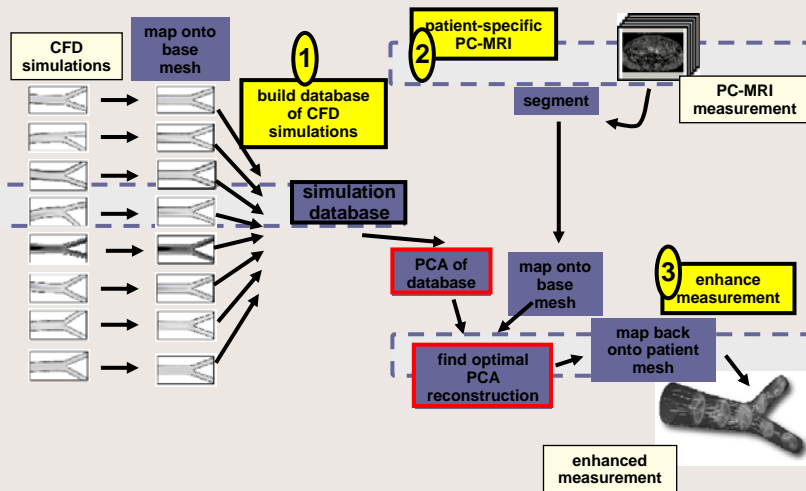 CFD
simulations
map onto
base
mesh
1
build database
of CFD
simulations
patient-specific
PC-MRI
2
PC-MRI
measurement
segment
simulation
database
PCA of
database
map onto
base
mesh
3
enhance
measurement
find optimal
PCA
reconstruction
map back
onto patient
mesh
enhanced
measurement